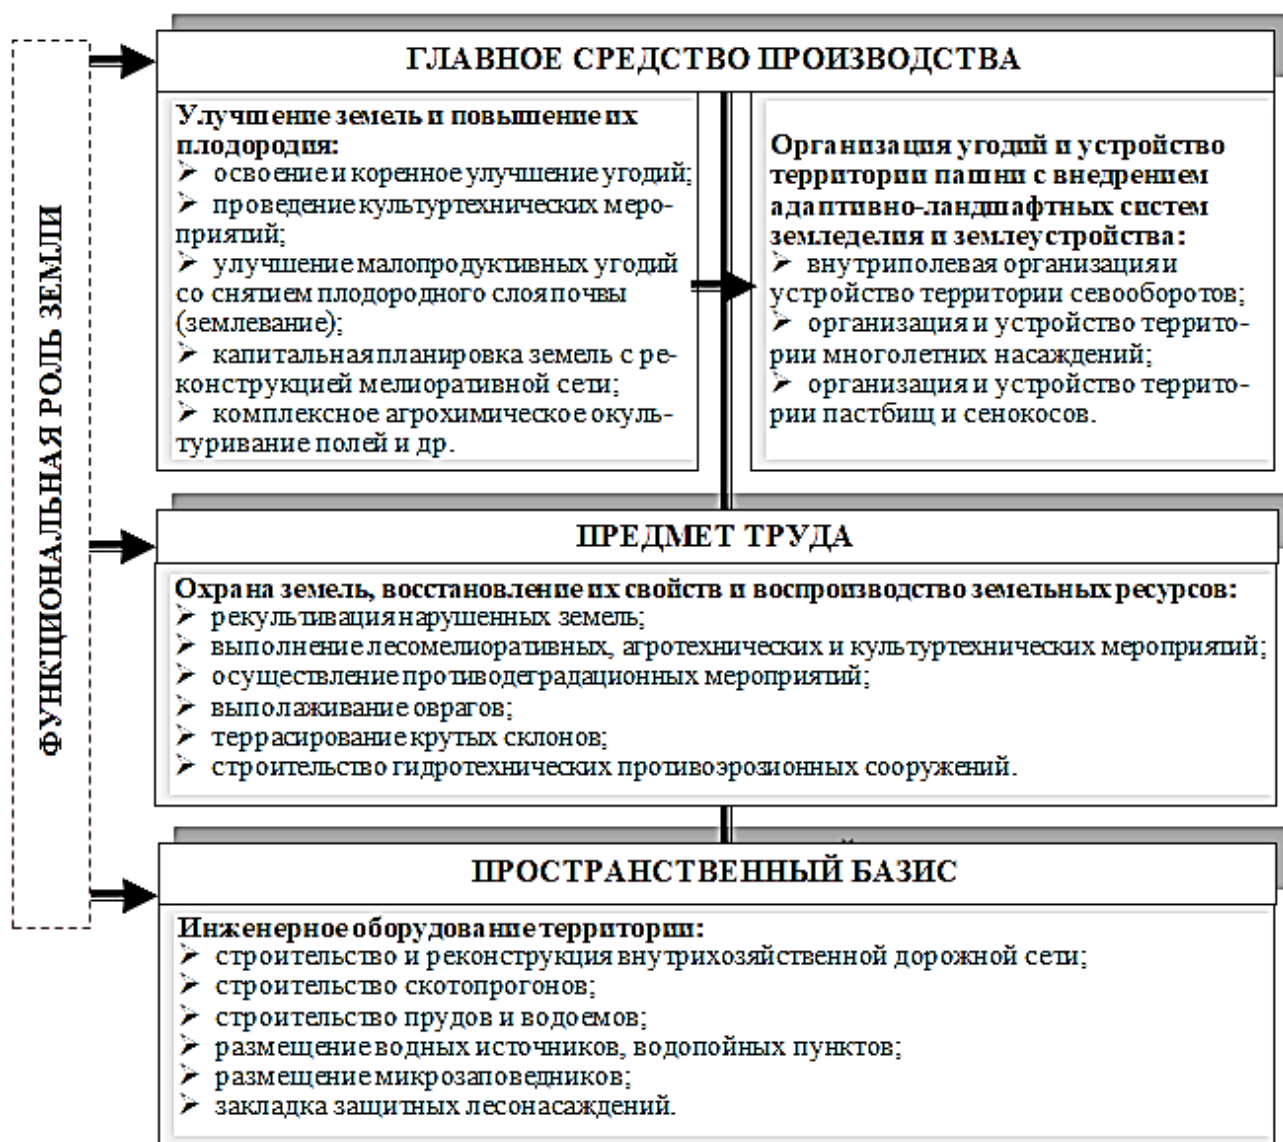 ФУНКЦИОНАЛЬНАЯ РОЛЬ ЗЕМЛИ
ГЛАВНОЕ СРЕДСТВО ПРОИЗВОДСТВА
Улучшение земель и повышение их
плодородия:
➢ освоение и коренное улучшение угодий;
➢ проведение культуртехнических меро-
приятий;
➢ улучшение малопродуктивных угодий
со снятием плодородного слоя почвы
(землевание);
➢ капитальная планировка земель с ре-
конструкцией мелиоративной сети;
➢ комплексное агрохимическое окуль-
туривание полей и др.
Организация угодий и устройство
территории пашни с внедрением
адаптивно-ландшафтных систем
земледелия и землеустройства:
➢ внутриполевая организация и
устройство территории севооборотов;
➢ организация и устройство террито-
рии многолетних насаждений;
➢ организация и устройство террито-
рии пастбищ и сенокосов.
ПРЕДМЕТ ТРУДА
Охрана земель, восстановление их свойств и воспроизводство земельных ресурсов:
➢ рекультивация нарушенных земель;
➢ выполнение лесомелиоративных, агротехнических и культуртехнических мероприятий;
➢ осуществление противодеградационных мероприятий;
➢ выполаживание оврагов;
➢ террасирование крутых склонов;
➢ строительство гидротехнических противоэрозионных сооружений.
ПРОСТРАНСТВЕННЫЙ БАЗИС
Инженерное оборудование территории:
➢ строительство и реконструкция внутрихозяйственной дорожной сети;
➢ строительство скотопрогонов;
➢ строительство прудов и водоемов;
➢ размещение водных источников, водопойных пунктов;
➢ размещение микрозаповедников;
➢ закладка защитных лесонасаждений.